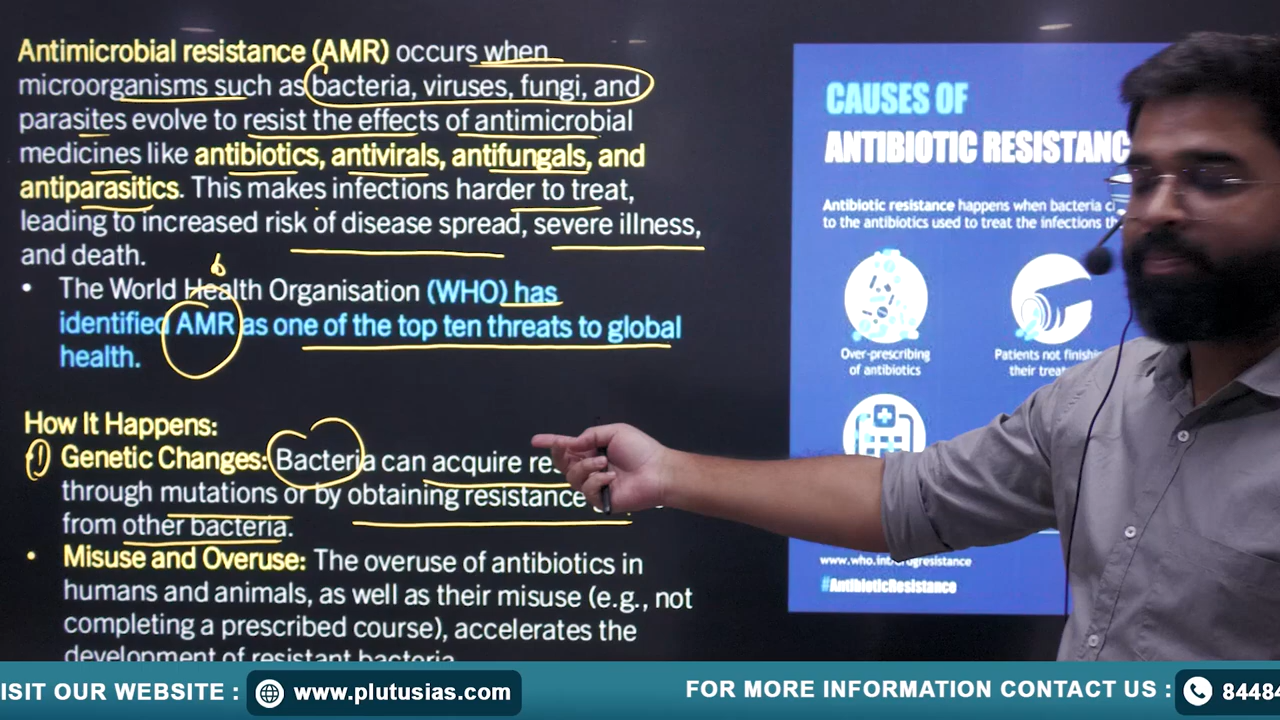 Antimicrobial resistance (AMR) occurs when
microorganisms such as bacteria, viruses, fungi, and
parasites evolve to resist the effects of antimicrobial
medicines like antibiotics, antivirals, antifungals, and
antiparasitics. This makes infections harder to treat,
leading to increased risk of disease spread, severe illness,
and death.
• The World Health Organisation (WHO) has
identified AMR as one of the top ten threats to global
health.
How It Happens:
1 Genetic Changes: Bacteria can acquire
through mutations or by obtaining resistance
from other bacteria.
• Misuse and Overuse: The overuse of antibiotics in
humans and animals, as well as their misuse (e.g., not
completing a prescribed course), accelerates the
development of resistant bacteria.
CAUSES OF
ANTIBIOTIC RESISTANC
Antibiotic resistance happens when bacteria
to the antibiotics used to treat the infections
Over-prescribing
of antibiotics
Patients not
their
www.who.int
#AntibioticResistance
ISIT OUR WEBSITE : www.plutusias.com
FOR MORE INFORMATION CONTACT US : 84484